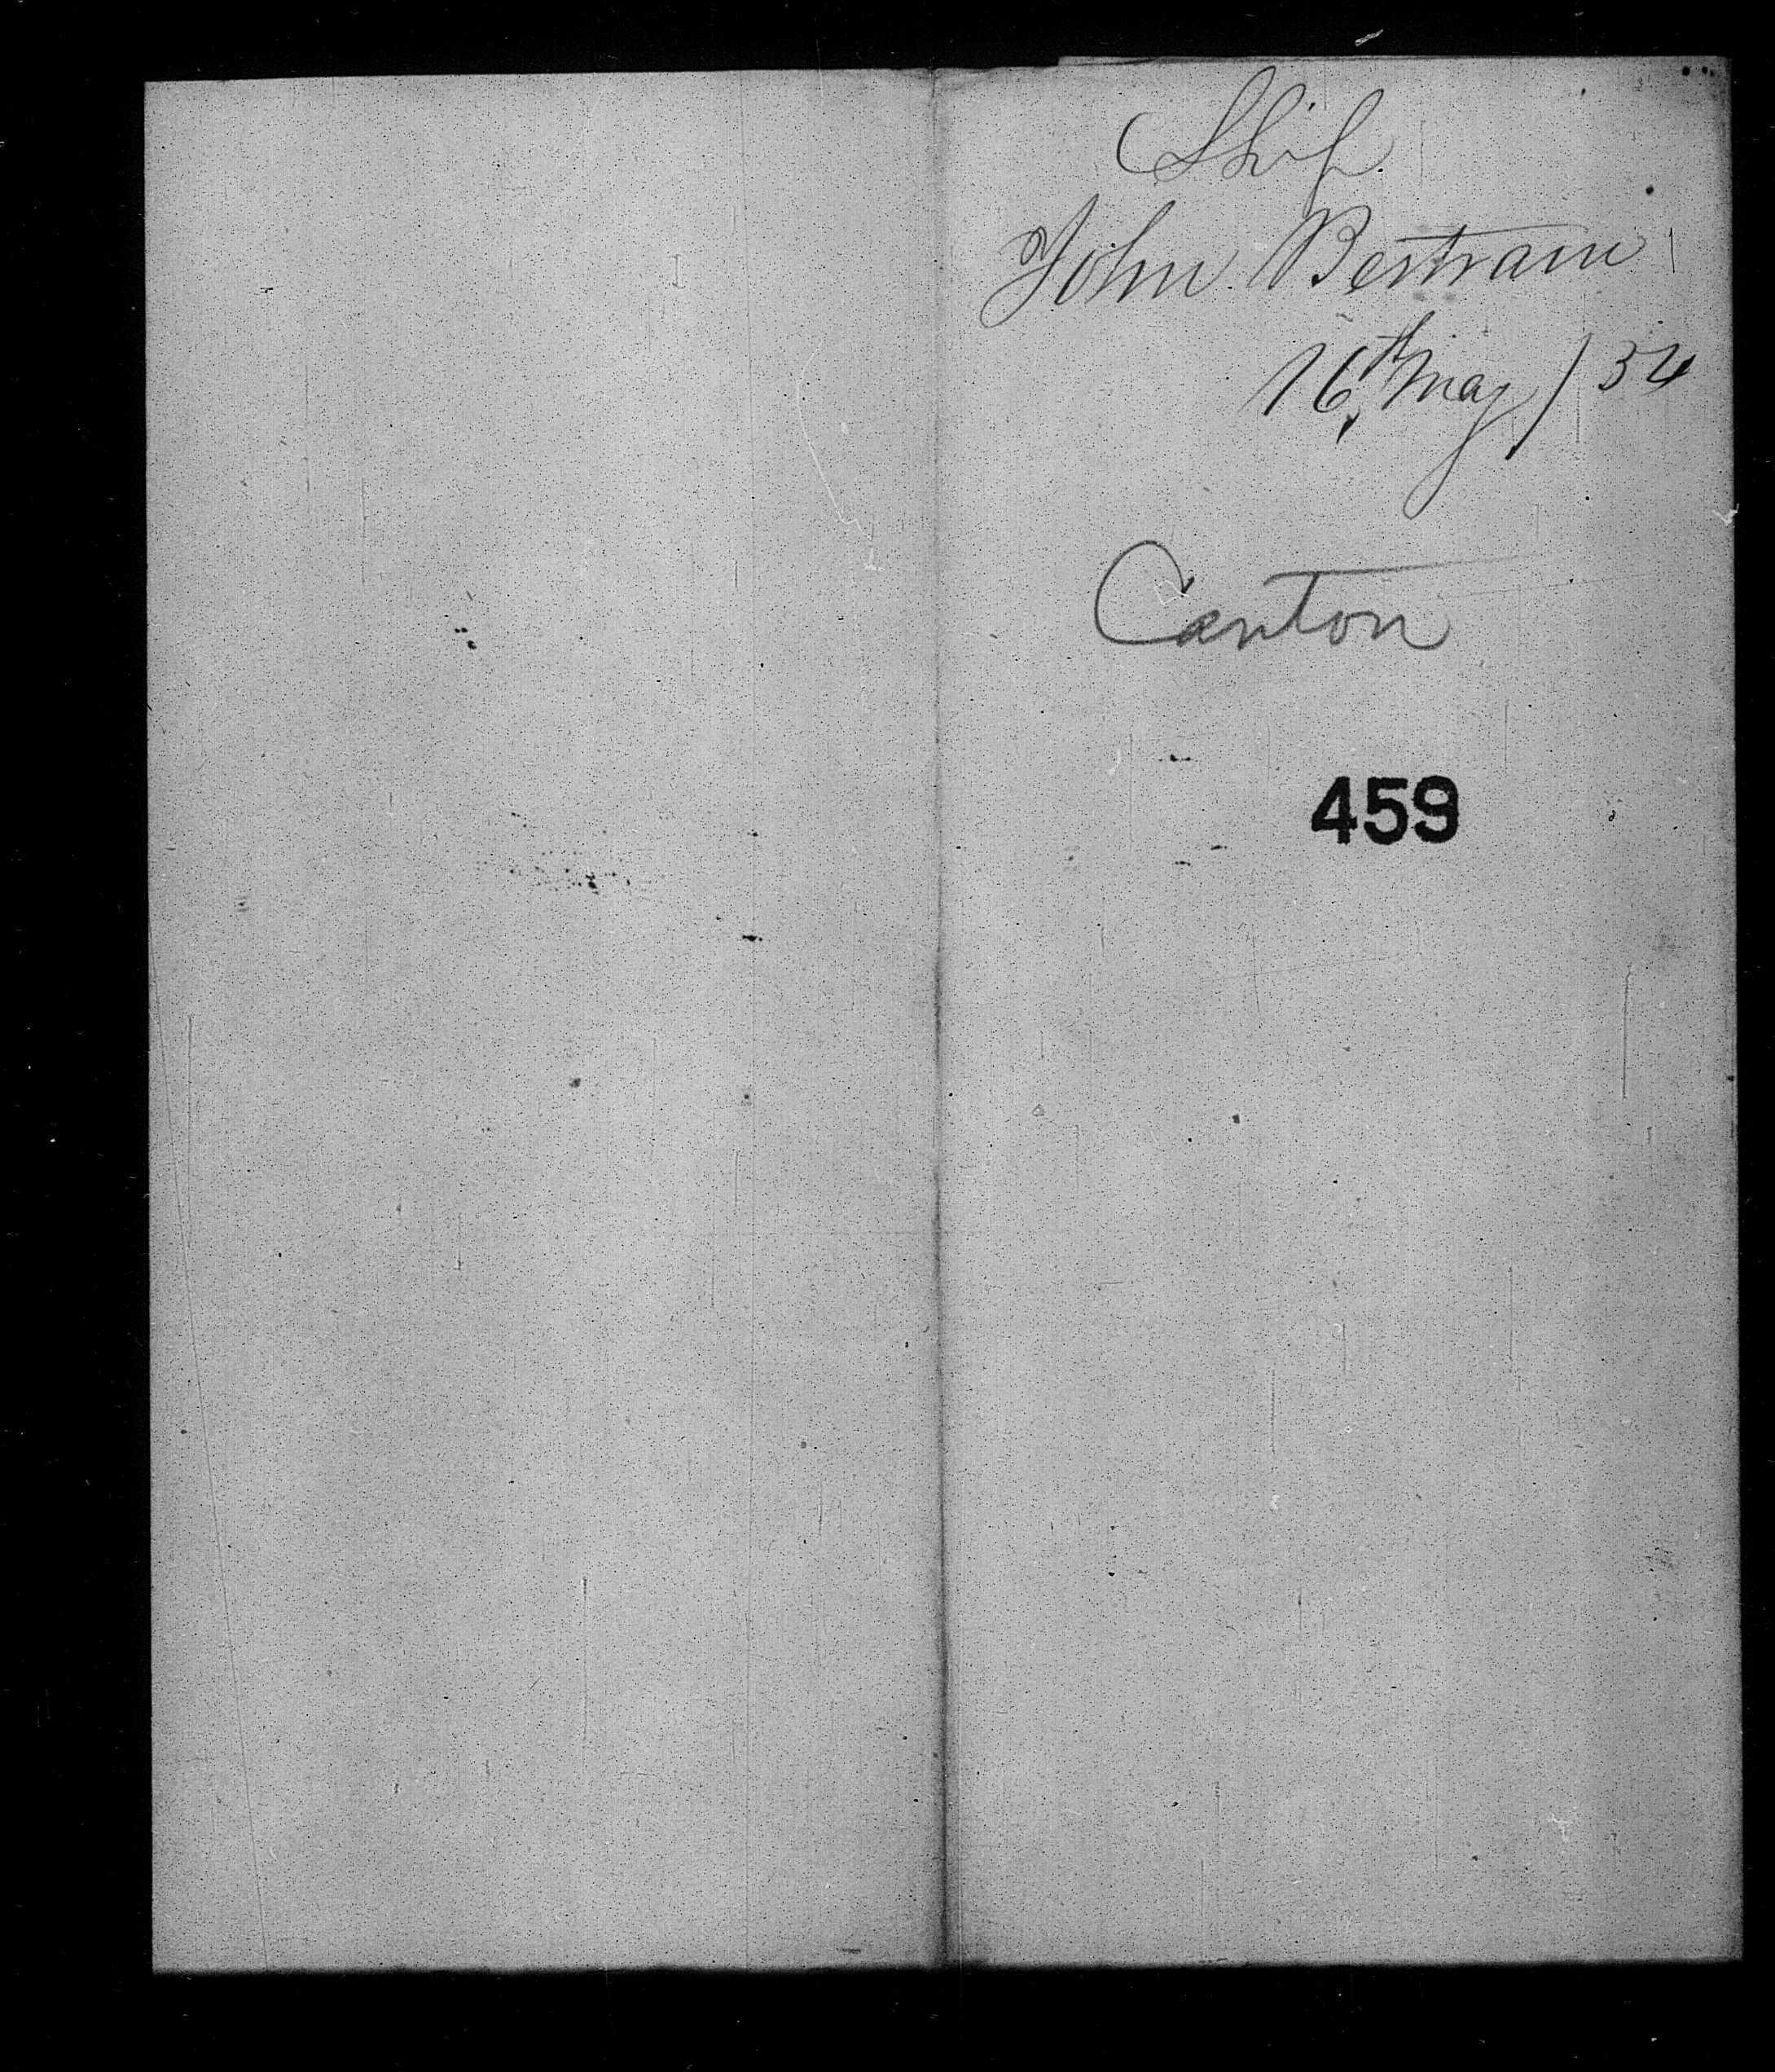 Ship
John Bertram
16th May / 54
Canton
459